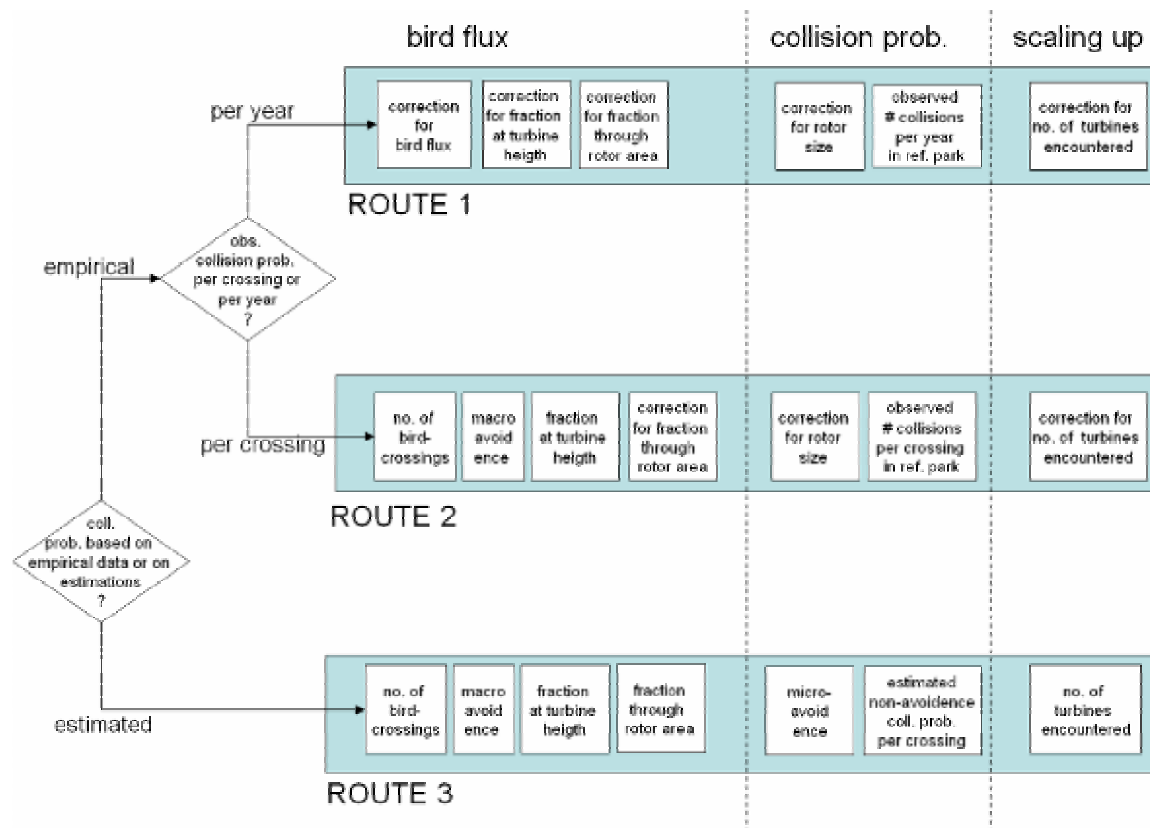 bird flux
collision prob.
scaling up
per year
correction
for
bird flux
correction
for fraction
at turbine
heigth
correction
for fraction
through
rotor area
correction
for rotor
size
observed
# collisions
per year
in ref. park
correction for
no. of turbines
encountered
ROUTE 1
empirical
obs.
collision prob.
per crossing or
per year
?
per crossing
no. of
bird-
crossings
macro
avoid
ence
fraction
at turbine
heigth
correction
for fraction
through
rotor area
correction
for rotor
size
observed
# collisions
per crossing
in ref. park
correction for
no. of turbines
encountered
ROUTE 2
coll.
prob. based on
empirical data or on
estimations
?
estimated
no. of
bird-
crossings
macro
avoid
ence
fraction
at turbine
heigth
fraction
through
rotor area
micro-
avoid
ence
estimated
non-avoidence
coll. prob.
per crossing
no. of
turbines
encountered
ROUTE 3